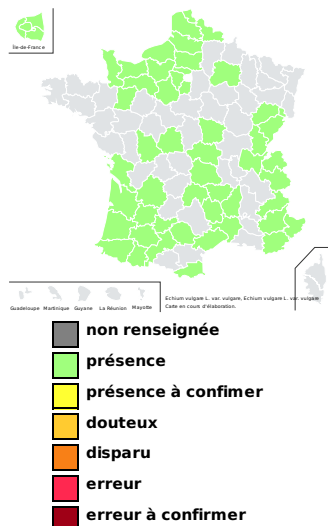 Île-de-France
Guadeloupe Martinique Guyane La Réunion Mayotte
Echium vulgare L. var. vulgare, Echium vulgare L. var. vulgare
Carte en cours d'élaboration.
non renseignée
présence
présence à confimer
douteux
disparu
erreur
erreur à confirmer